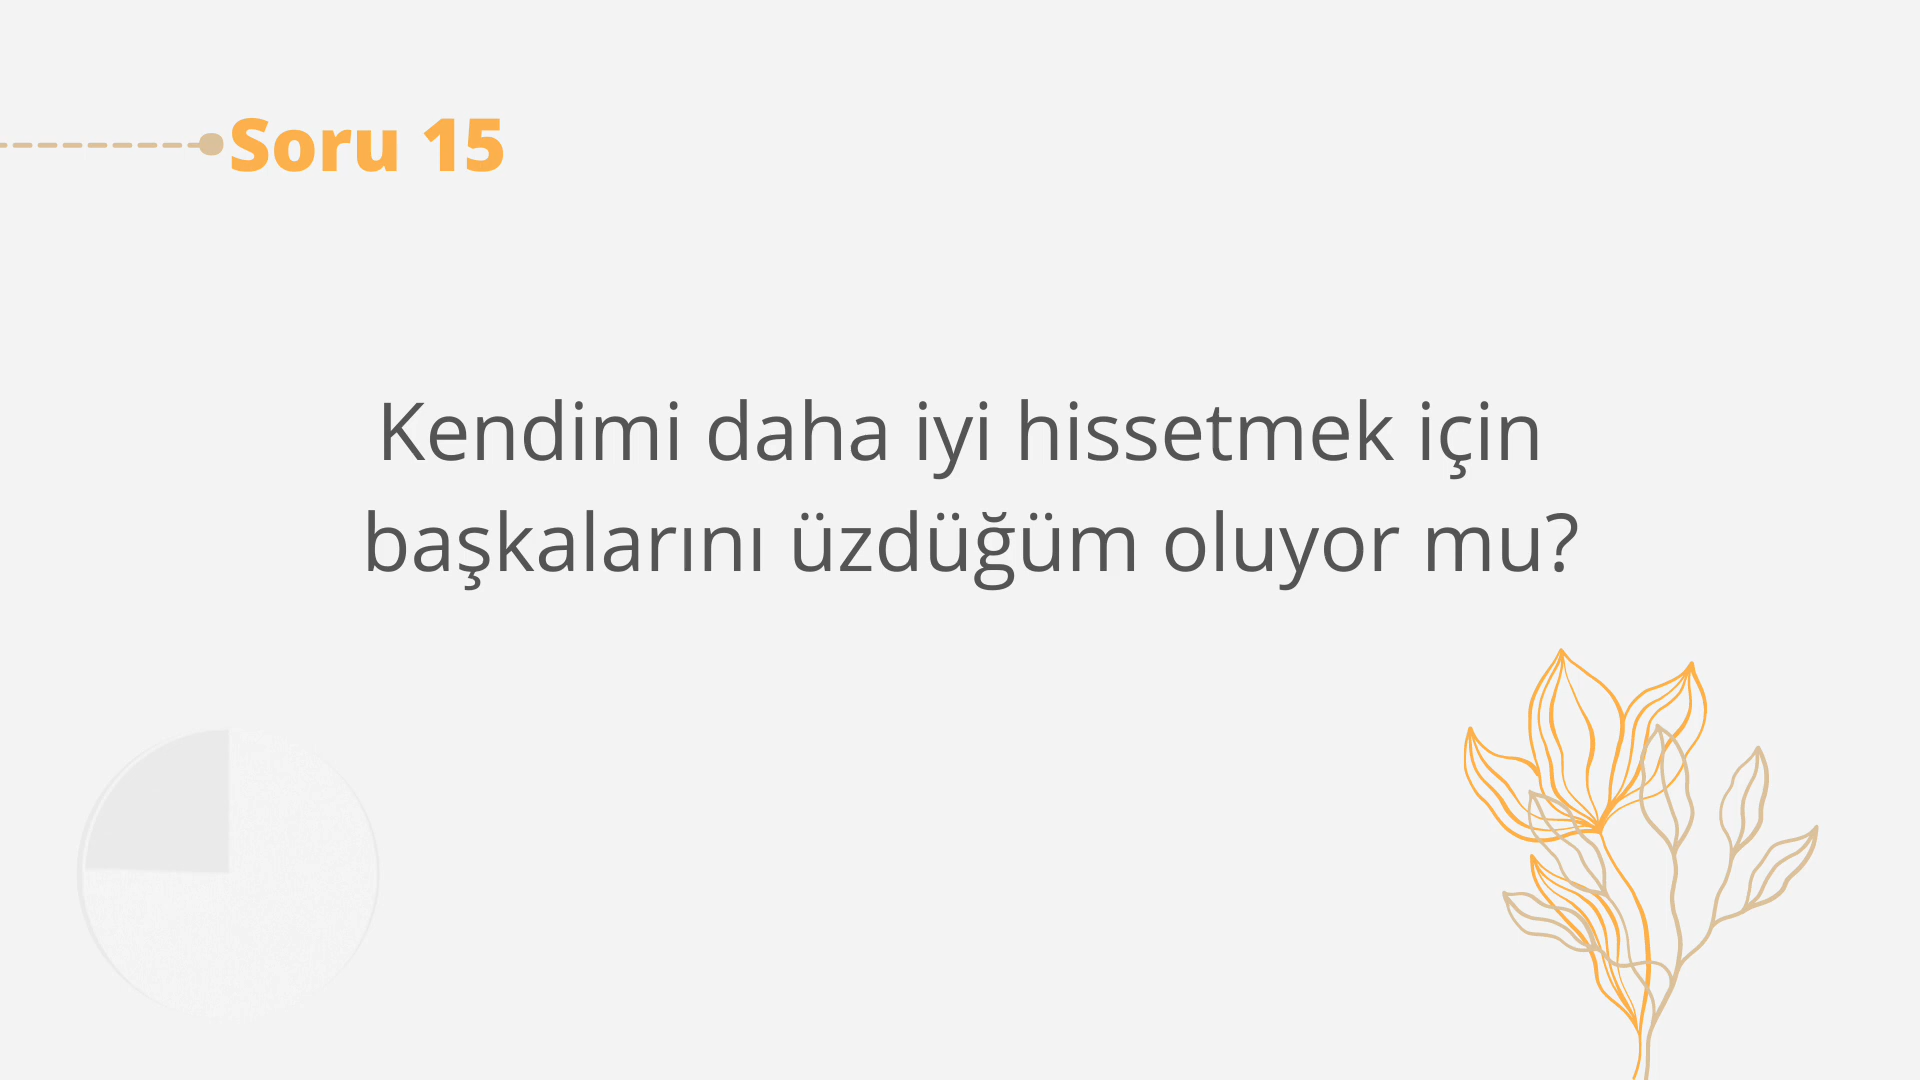 Soru 15
Kendimi daha iyi hissetmek için
başkalarını üzdüğüm oluyor mu?